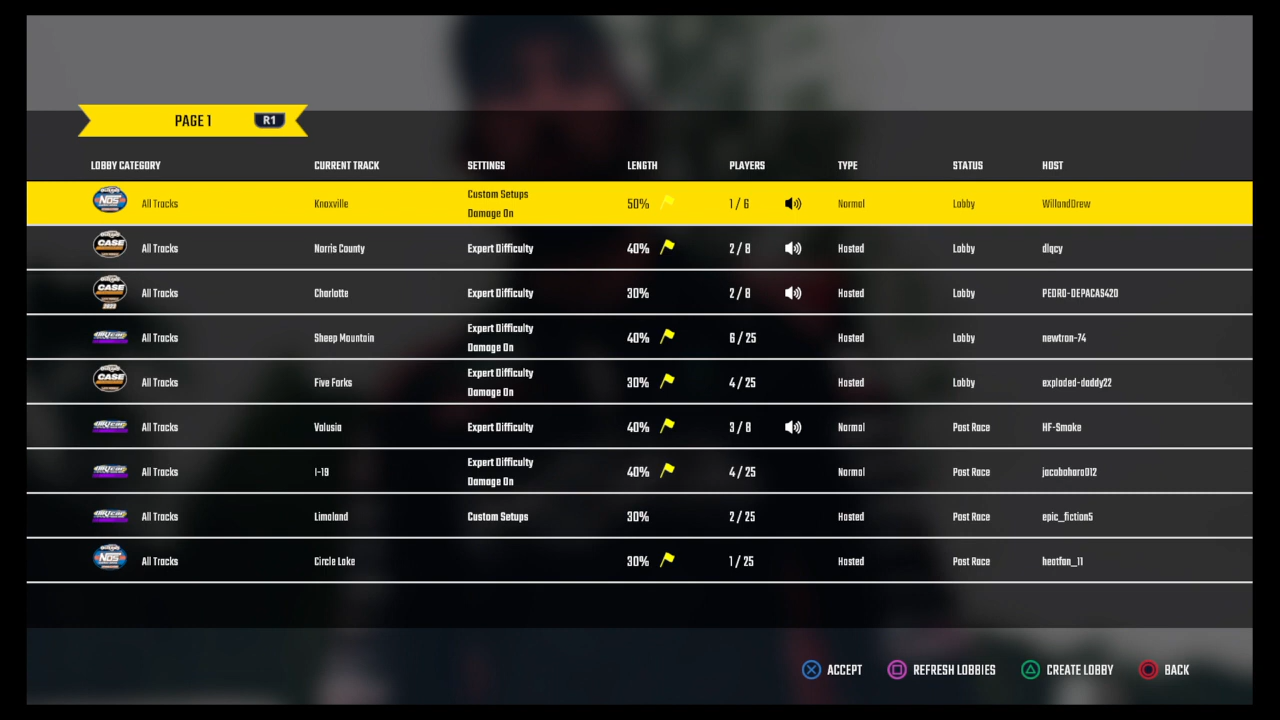 PAGE 1 R1
LOBBY CATEGORY CURRENT TRACK SETTINGS LENGTH PLAYERS TYPE STATUS HOST
NOS All Tracks Knoxville Custom Setups 50% 1 / 6 Normal Lobby WillandDrew
Damage On
CASE All Tracks Norris County Expert Difficulty 40% 2 / 8 Hosted Lobby dlqcy
CASE All Tracks Charlotte Expert Difficulty 30% 2 / 8 Hosted Lobby PEDRO-DEPACAS420
All Tracks Sheep Mountain Expert Difficulty 40% 6 / 25 Hosted Lobby newtron-74
Damage On
CASE All Tracks Five Forks Expert Difficulty 30% 4 / 25 Hosted Lobby exploded-daddy22
Damage On
All Tracks Volusia Expert Difficulty 40% 3 / 8 Normal Post Race HF-Smoke
All Tracks I-19 Expert Difficulty 40% 4 / 25 Normal Post Race jacobaharo012
Damage On
All Tracks Limaland Custom Setups 30% 2 / 25 Hosted Post Race epic_fiction5
NOS All Tracks Circle Lake 30% 1 / 25 Hosted Post Race heatfan_11
ACCEPT REFRESH LOBBIES CREATE LOBBY BACK